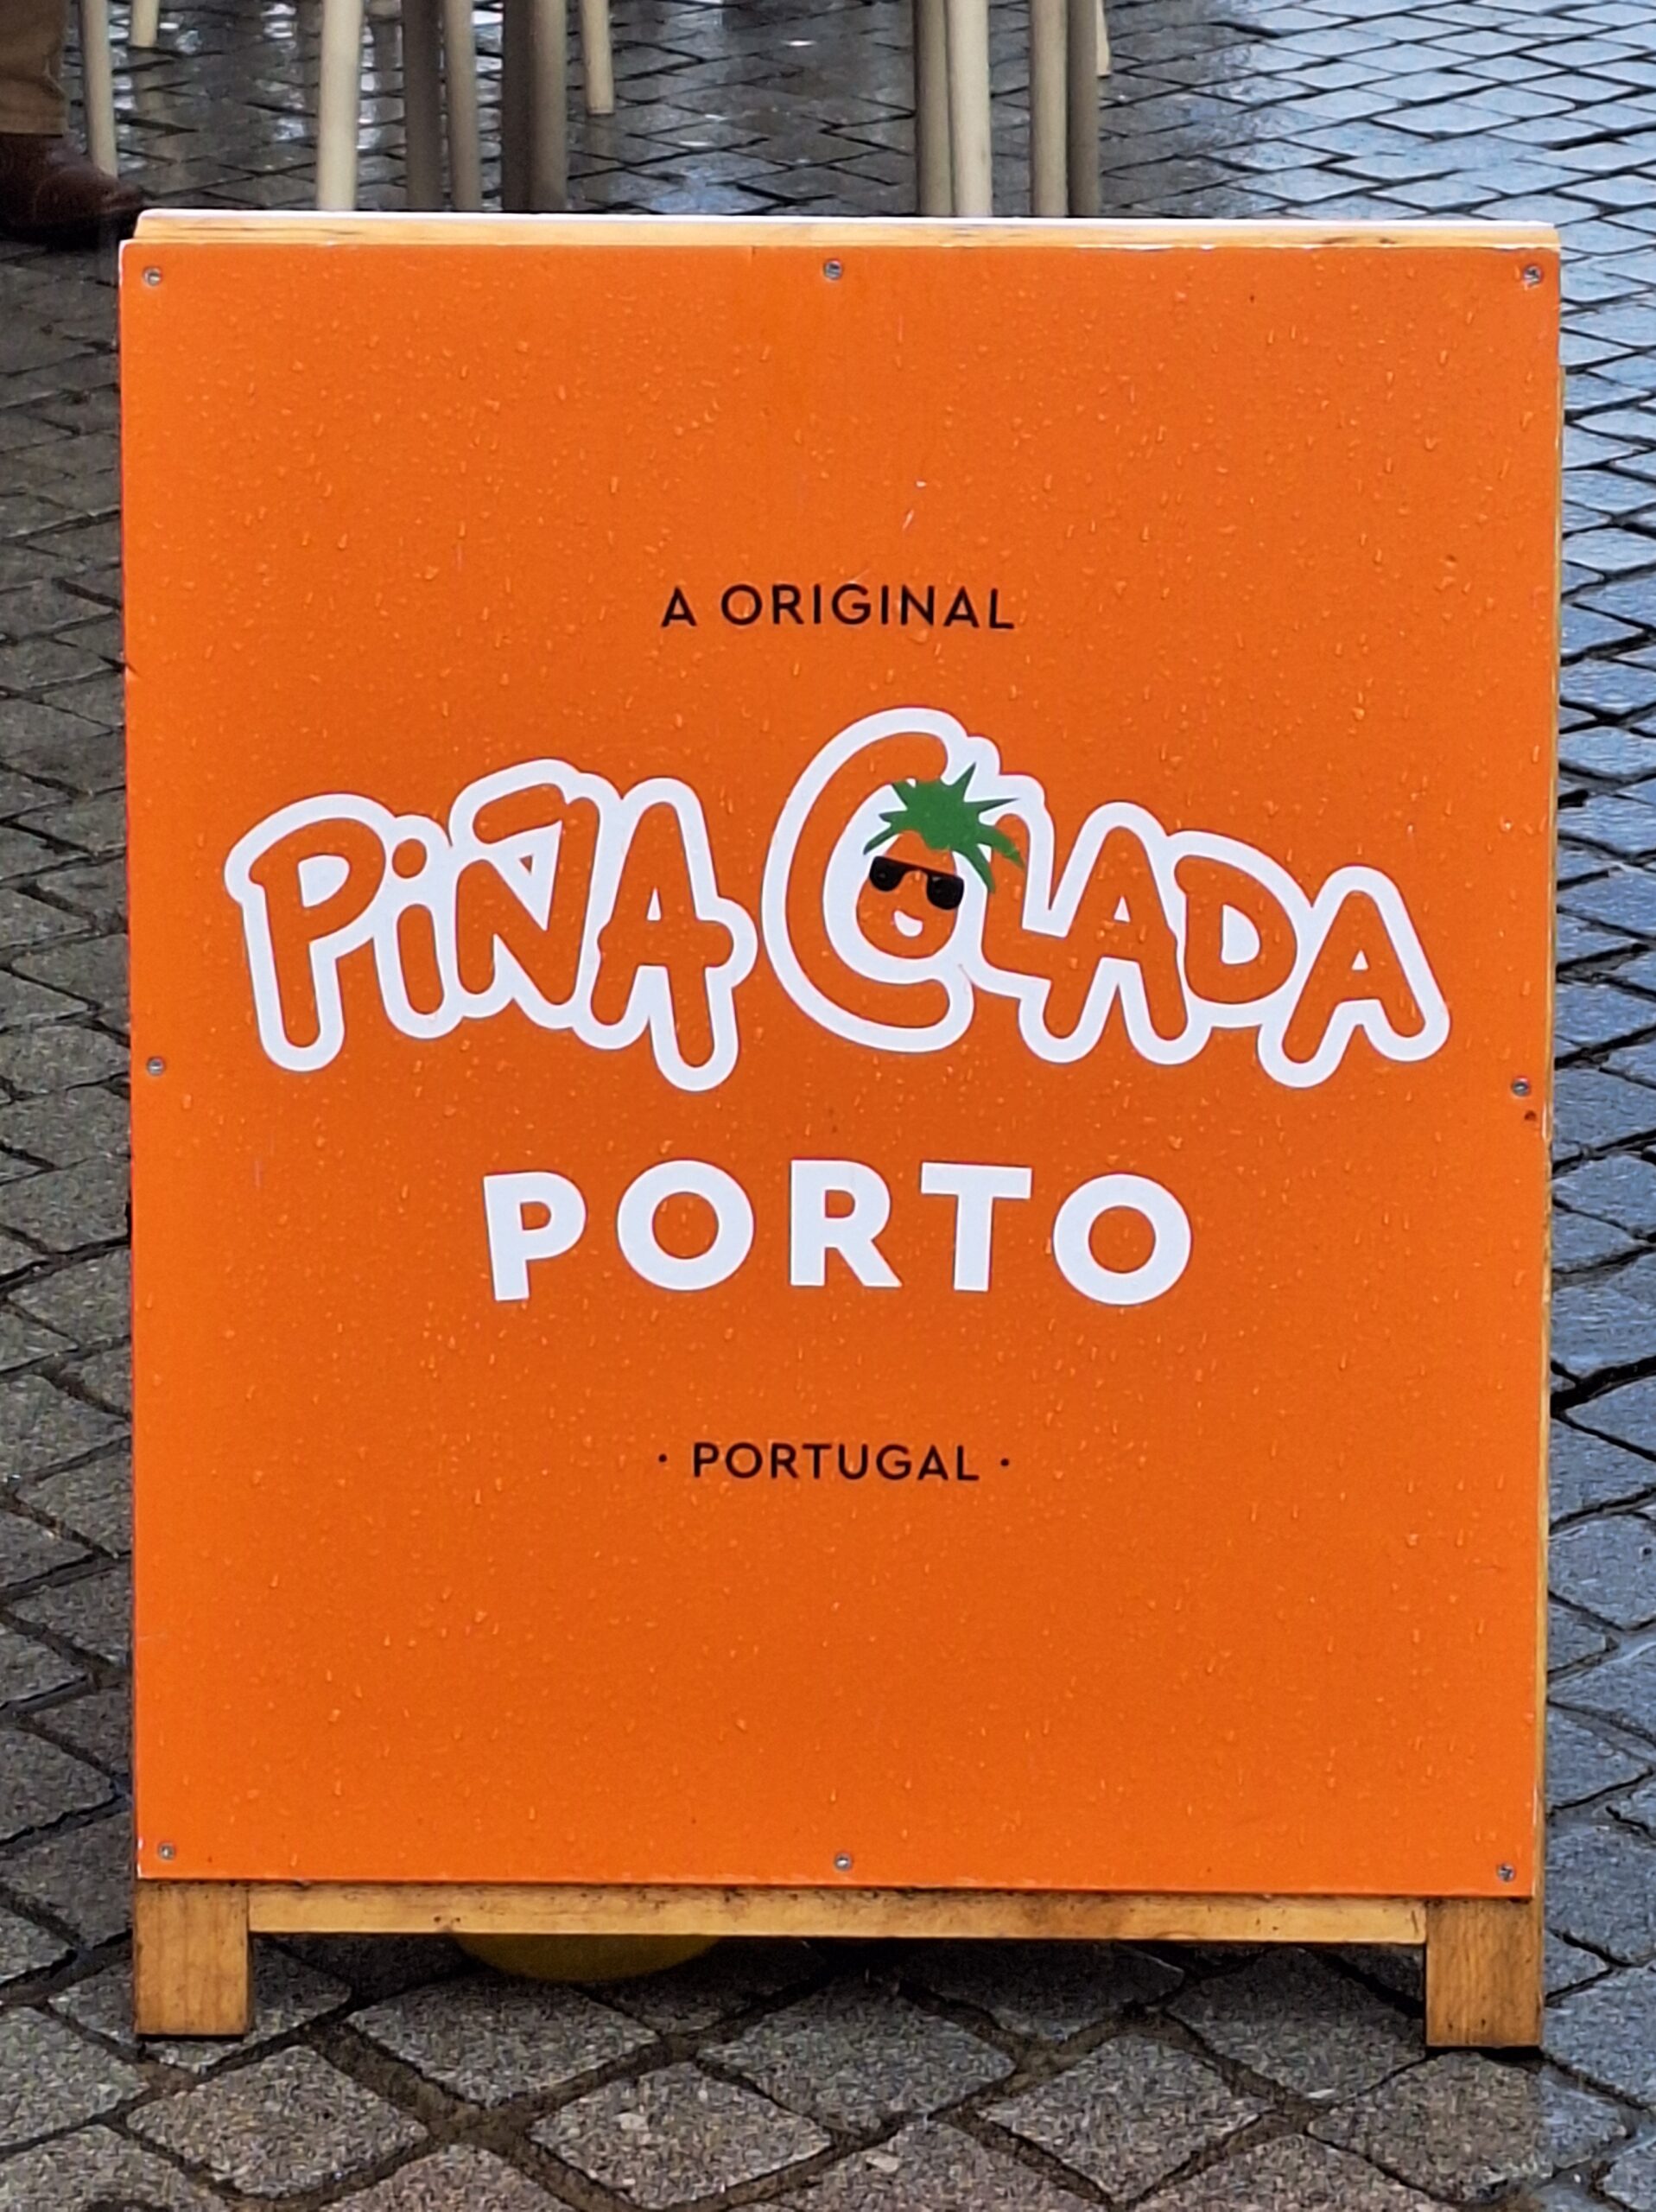 A ORIGINAL
PiÑA COLADA
PORTO
· PORTUGAL ·